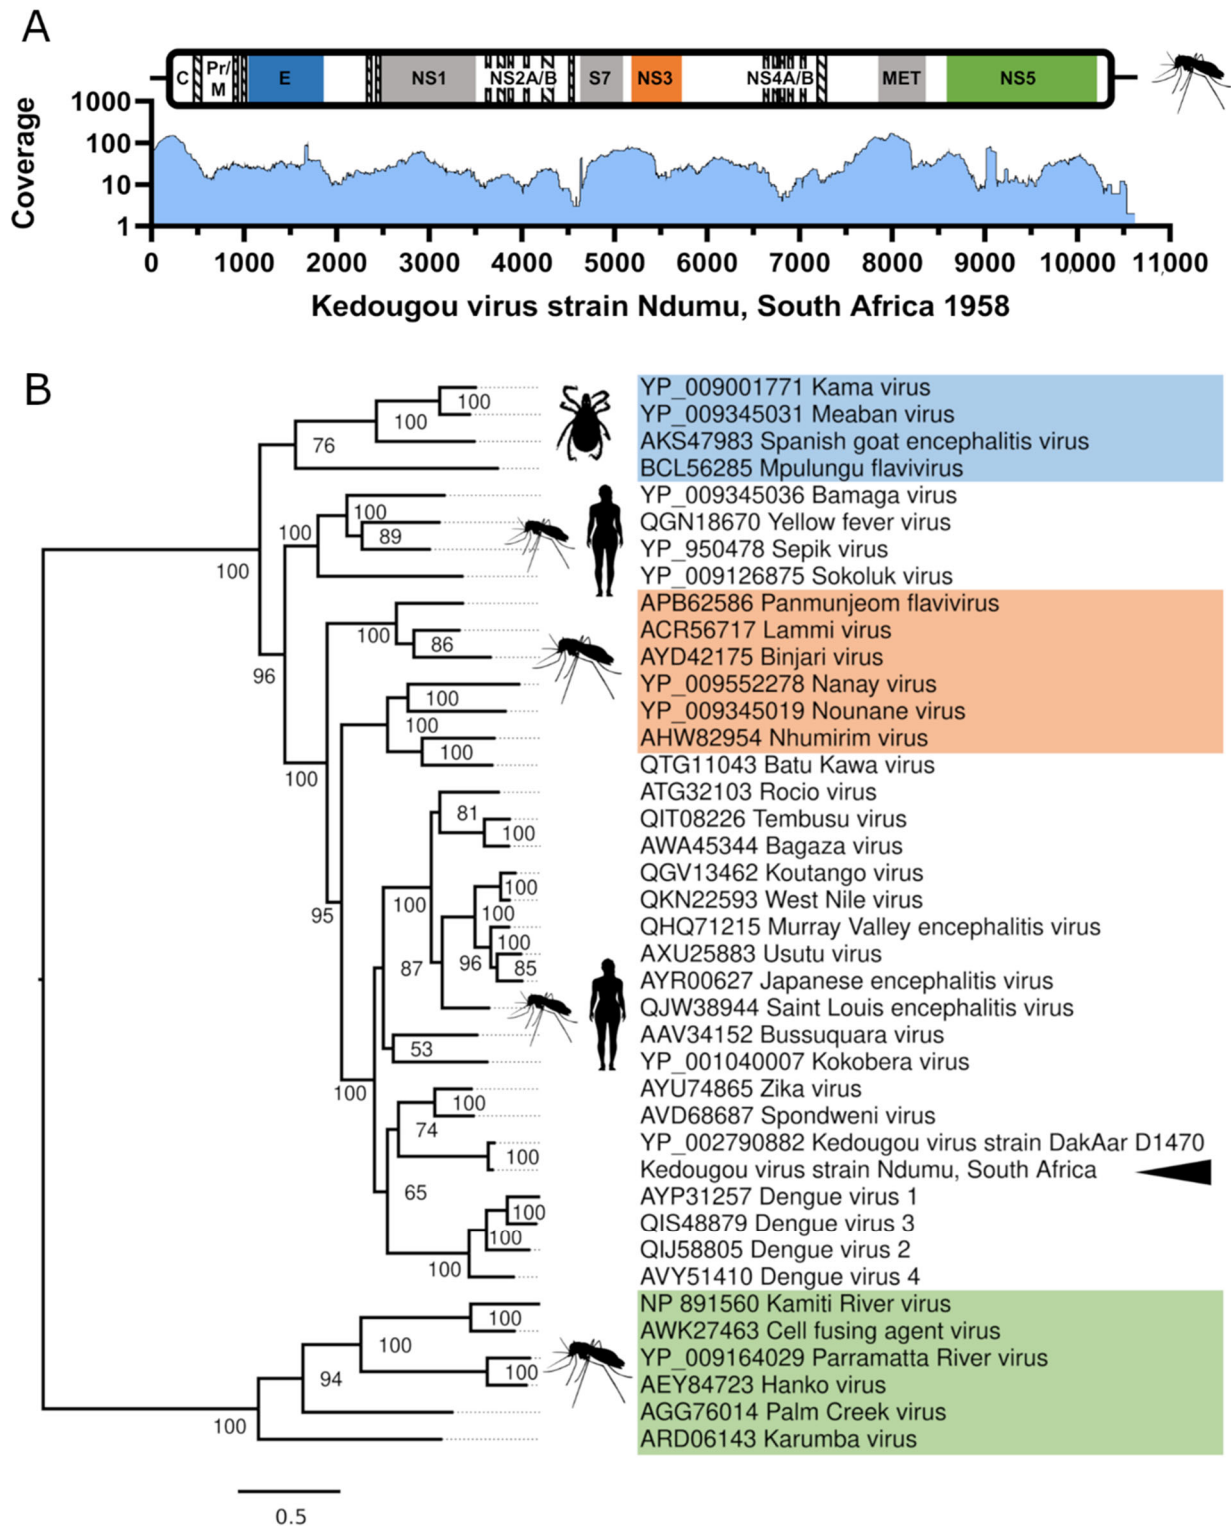 A
C Pr/ M E NS1 NS2A/B S7 NS3 NS4A/B MET NS5
Coverage
1000
100
10
1
0 1000 2000 3000 4000 5000 6000 7000 8000 9000 10,000 11,000
Kedougou virus strain Ndumu, South Africa 1958
B
100 YP_009001771 Kama virus
100 YP_009345031 Meaban virus
76 AKS47983 Spanish goat encephalitis virus
BCL56285 Mpulungu flavivirus
100 YP_009345036 Bamaga virus
100 QGN18670 Yellow fever virus
89 YP_950478 Sepik virus
100 YP_009126875 Sokoluk virus
APB62586 Panmunjeom flavivirus
100 ACR56717 Lammi virus
86 AYD42175 Binjari virus
96 YP_009552278 Nanay virus
100 YP_009345019 Nounane virus
100 AHW82954 Nhumirim virus
100 100 QTG11043 Batu Kawa virus
ATG32103 Rocio virus
81 QIT08226 Tembusu virus
100 AWA45344 Bagaza virus
QGV13462 Koutango virus
100 100 QKN22593 West Nile virus
95 100 QHQ71215 Murray Valley encephalitis virus
100 AXU25883 Usutu virus
87 96 85 AYR00627 Japanese encephalitis virus
QJW38944 Saint Louis encephalitis virus
AAV34152 Bussuquara virus
53 YP_001040007 Kokobera virus
100 AYU74865 Zika virus
100 AVD68687 Spondweni virus
74 YP_002790882 Kedougou virus strain DakAar D1470
100 Kedougou virus strain Ndumu, South Africa
65 AYP31257 Dengue virus 1
100 QIS48879 Dengue virus 3
100 QIJ58805 Dengue virus 2
100 AVY51410 Dengue virus 4
NP 891560 Kamiti River virus
100 AWK27463 Cell fusing agent virus
100 YP_009164029 Parramatta River virus
94 100 AEY84723 Hanko virus
AGG76014 Palm Creek virus
100 ARD06143 Karumba virus
0.5